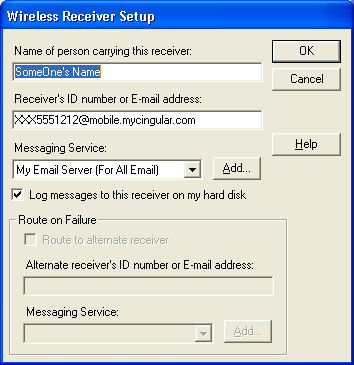 Wireless Receiver Setup
Name of person carrying this receiver:
OK
SomeOne's Name
Cancel
Receiver's ID number or E-mail address:
XXX5551212@mobile.mycingular.com
Help
Messaging Service:
My Email Server (For All Email)
Add...
Log messages to this receiver on my hard disk
Route on Failure
Route to alternate receiver
Alternate receiver's ID number or E-mail address:
Messaging Service:
Add...